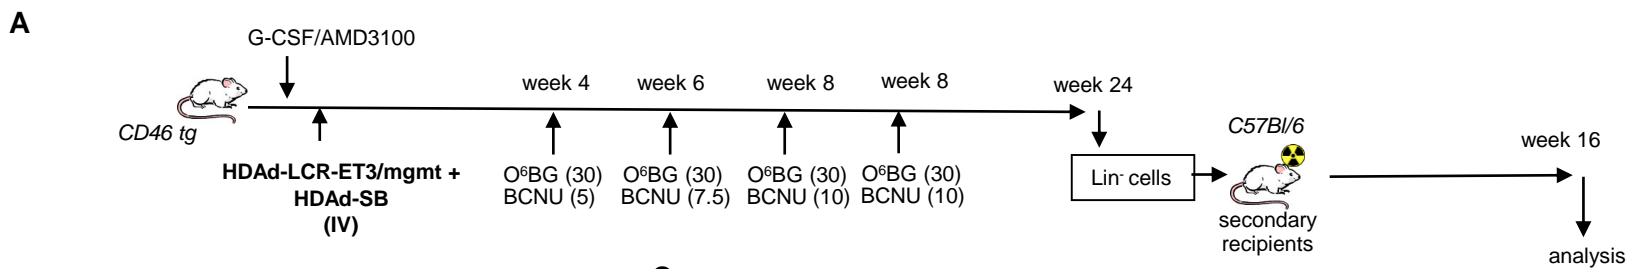 A
G-CSF/AMD3100
week 4
week 6
week 8
week 8
week 24
CD46 tg
C57Bl/6
week 16
HDAd-LCR-ET3/mgmt +
HDAd-SB
(IV)
O⁶BG (30)
BCNU (5)
O⁶BG (30)
BCNU (7.5)
O⁶BG (30)
BCNU (10)
O⁶BG (30)
BCNU (10)
Lin⁻ cells
secondary
recipients
analysis